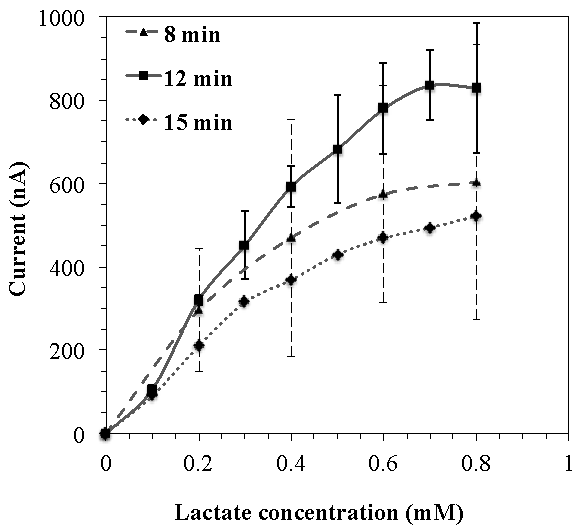 1000
8 min
12 min
15 min
800
600
400
200
0
Current (nA)
0 0.2 0.4 0.6 0.8 1
Lactate concentration (mM)